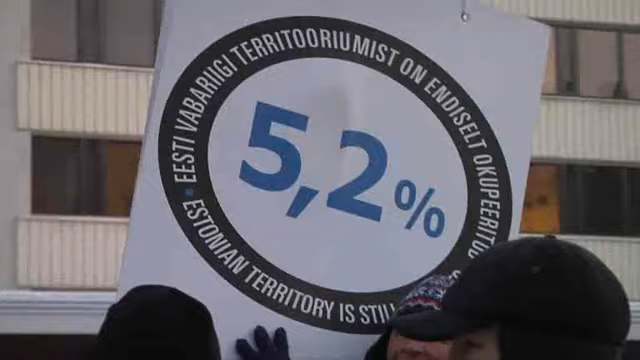 EESTI VABARIIGI TERRITOORIUMIST ON ENDISELT OKUPEERITUD
5,2%
ESTONIAN TERRITORY IS STILL